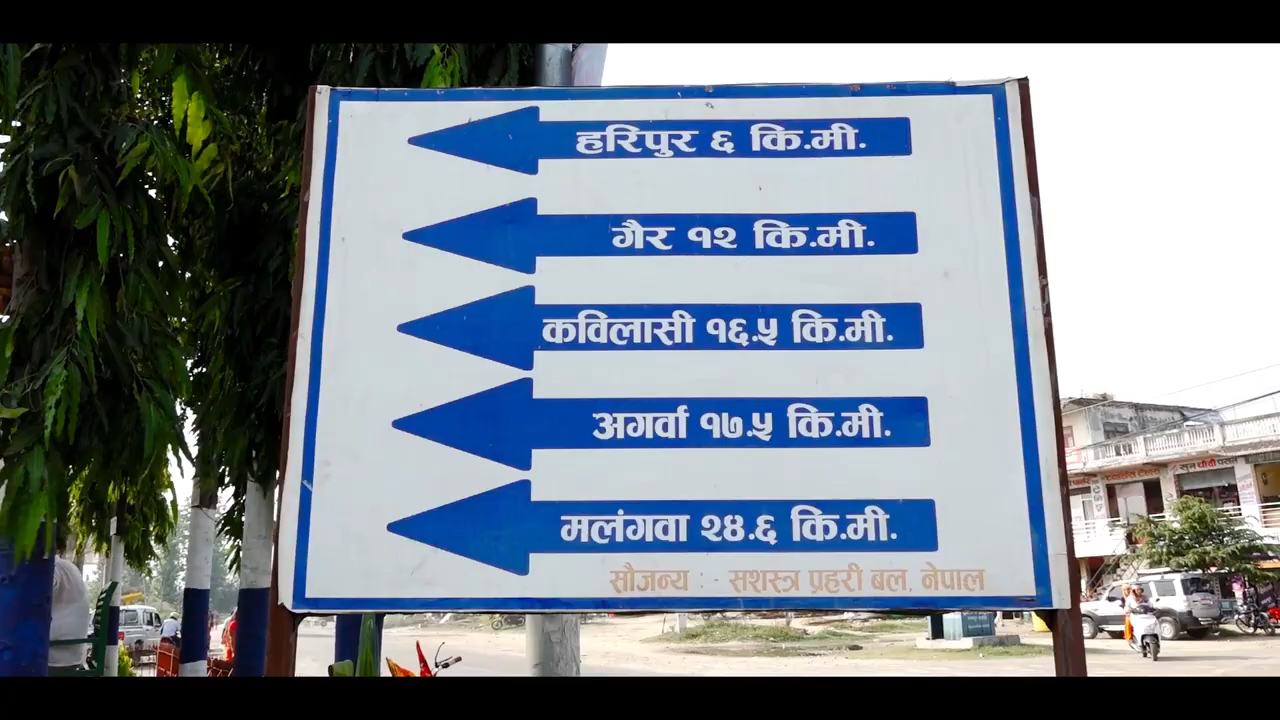 हरिपुर ६ कि.मी.
गैर १२ कि.मी.
कविलासी १६.५ कि.मी.
अगर्वा १७.५ कि.मी.
मलंगवा २४.६ कि.मी.
सौजन्य :- सशस्त्र प्रहरी बल, नेपाल